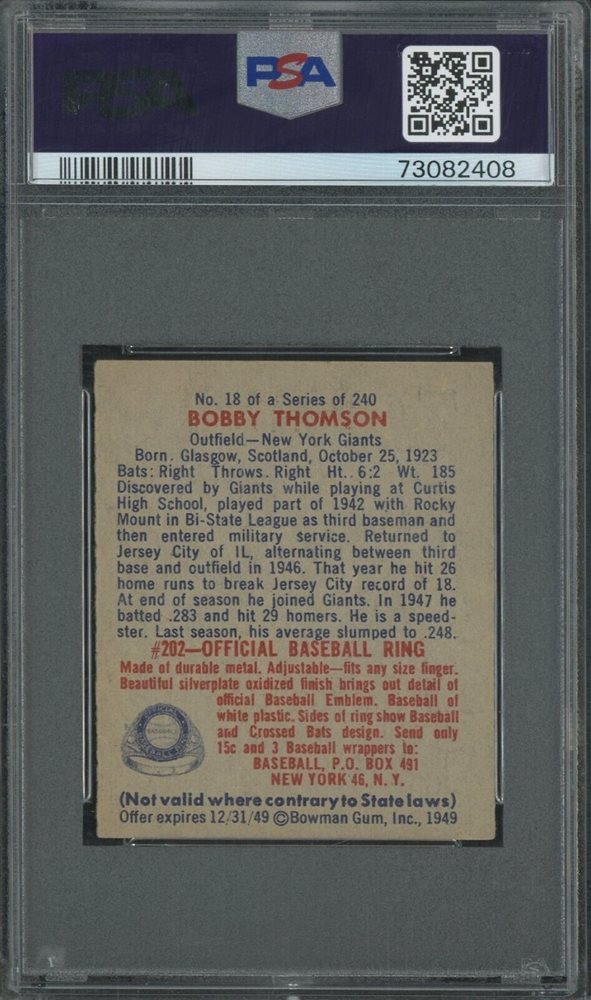 PSA
PSA
73082408
No. 18 of a Series of 240
BOBBY THOMSON
Outfield—New York Giants
Born. Glasgow, Scotland, October 25, 1923
Bats: Right Throws. Right Ht.. 6:2 Wt. 185
Discovered by Giants while playing at Curtis
High School, played part of 1942 with Rocky
Mount in Bi-State League as third baseman and
then entered military service. Returned to
Jersey City of IL, alternating between third
base and outfield in 1946. That year he hit 26
home runs to break Jersey City record of 18.
At end of season he joined Giants. In 1947 he
batted .283 and hit 29 homers. He is a speed-
ster. Last season, his average slumped to .248.
#202—OFFICIAL BASEBALL RING
Made of durable metal. Adjustable—fits any size finger.
Beautiful silverplate oxidized finish brings out detail of
official Baseball Emblem. Baseball of
white plastic. Sides of ring show Baseball
and Crossed Bats design. Send only
15c and 3 Baseball wrappers to:
BASEBALL, P.O. BOX 491
NEW YORK 46, N. Y.
(Not valid where contrary to State laws)
Offer expires 12/31/49 ©Bowman Gum, Inc., 1949